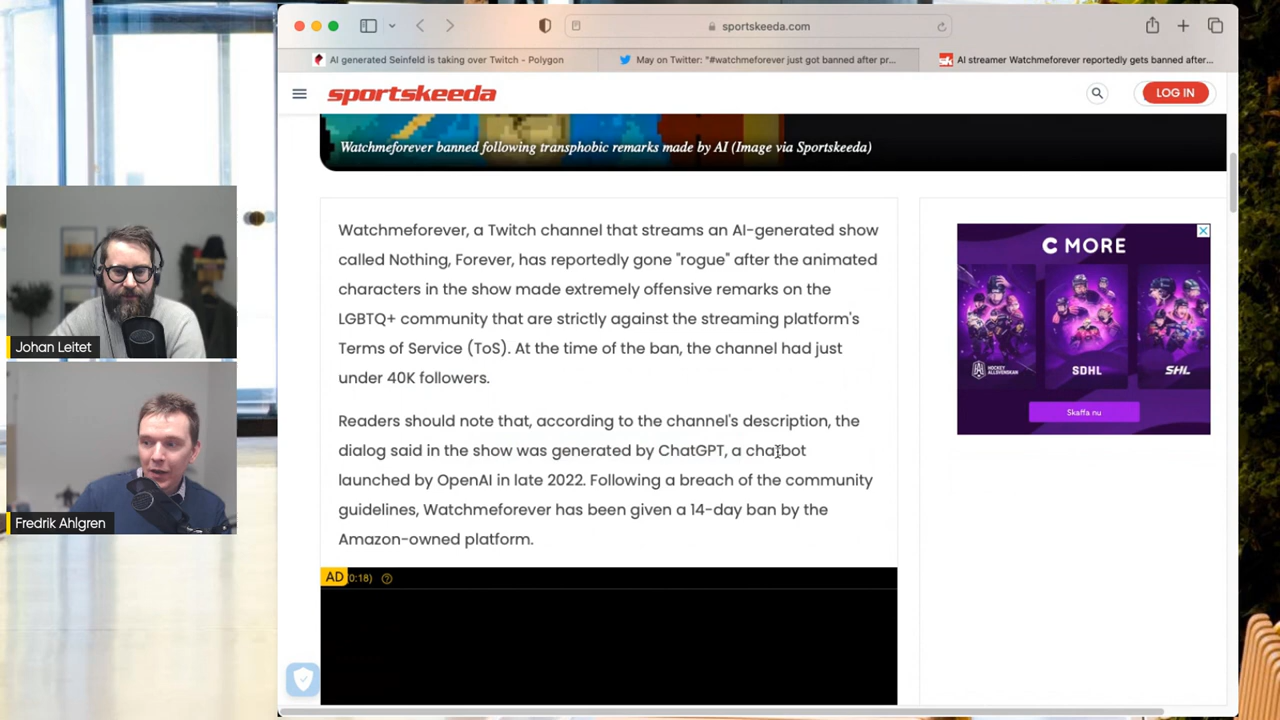 sportskeeda.com
AI generated Seinfeld is taking over Twitch - Polygon
May on Twitter: "#watchmeforever just got banned after pr...
sk
AI streamer Watchmeforever reportedly gets banned after...
sportskeeda
LOG IN
Watchmeforever banned following transphobic remarks made by AI (Image via Sportskeeda)
Watchmeforever, a Twitch channel that streams an AI-generated show
called Nothing, Forever, has reportedly gone "rogue" after the animated
characters in the show made extremely offensive remarks on the
LGBTQ+ community that are strictly against the streaming platform's
Terms of Service (ToS). At the time of the ban, the channel had just
under 40K followers.
Readers should note that, according to the channel's description, the
dialog said in the show was generated by ChatGPT, a chatbot
launched by OpenAI in late 2022. Following a breach of the community
guidelines, Watchmeforever has been given a 14-day ban by the
Amazon-owned platform.
AD 0:18)
C MORE
HOCKEY
ALLSVENSKAN
SDHL
SHL
Skaffa nu
Johan Leitet
Fredrik Ahlgren